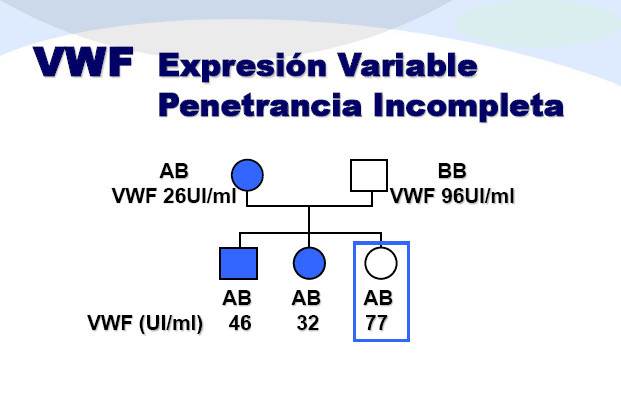 VWF Expresión Variable
Penetrancia Incompleta
AB BB
VWF 26UI/ml VWF 96UI/ml
AB AB AB
VWF (UI/ml) 46 32 77